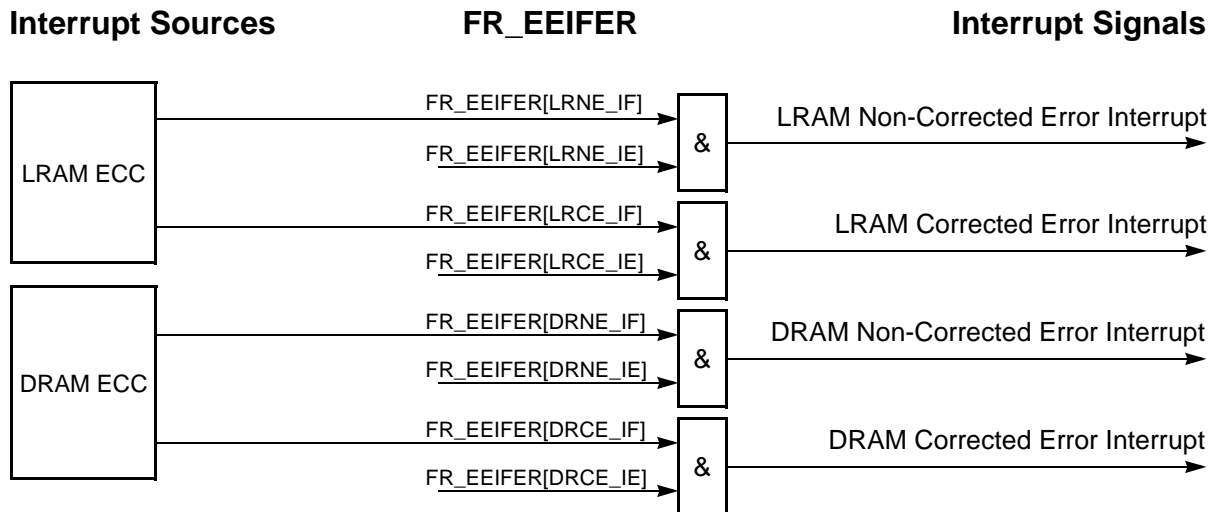 Interrupt Sources
FR_EEIFER
Interrupt Signals
LRAM ECC
FR_EEIFER[LRNE_IF]
FR_EEIFER[LRNE_IE]
&
LRAM Non-Corrected Error Interrupt
FR_EEIFER[LRCE_IF]
FR_EEIFER[LRCE_IE]
&
LRAM Corrected Error Interrupt
DRAM ECC
FR_EEIFER[DRNE_IF]
FR_EEIFER[DRNE_IE]
&
DRAM Non-Corrected Error Interrupt
FR_EEIFER[DRCE_IF]
FR_EEIFER[DRCE_IE]
&
DRAM Corrected Error Interrupt